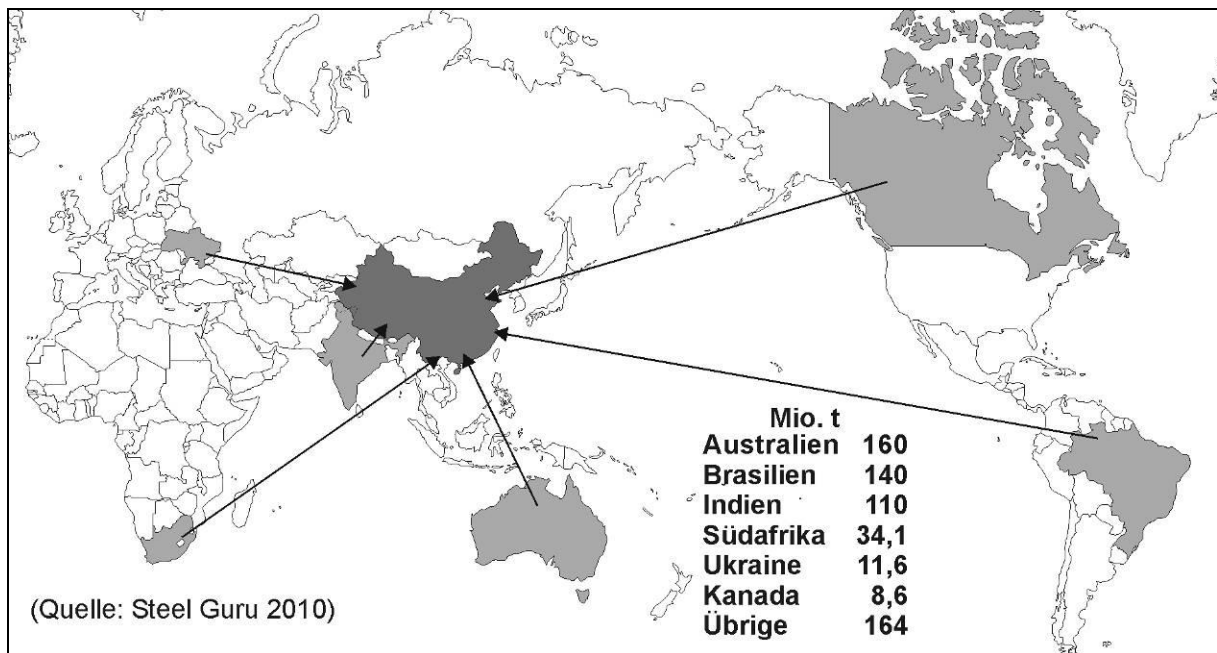 Mio. t
Australien 160
Brasilien 140
Indien 110
Südafrika 34,1
Ukraine 11,6
Kanada 8,6
Übrige 164
(Quelle: Steel Guru 2010)